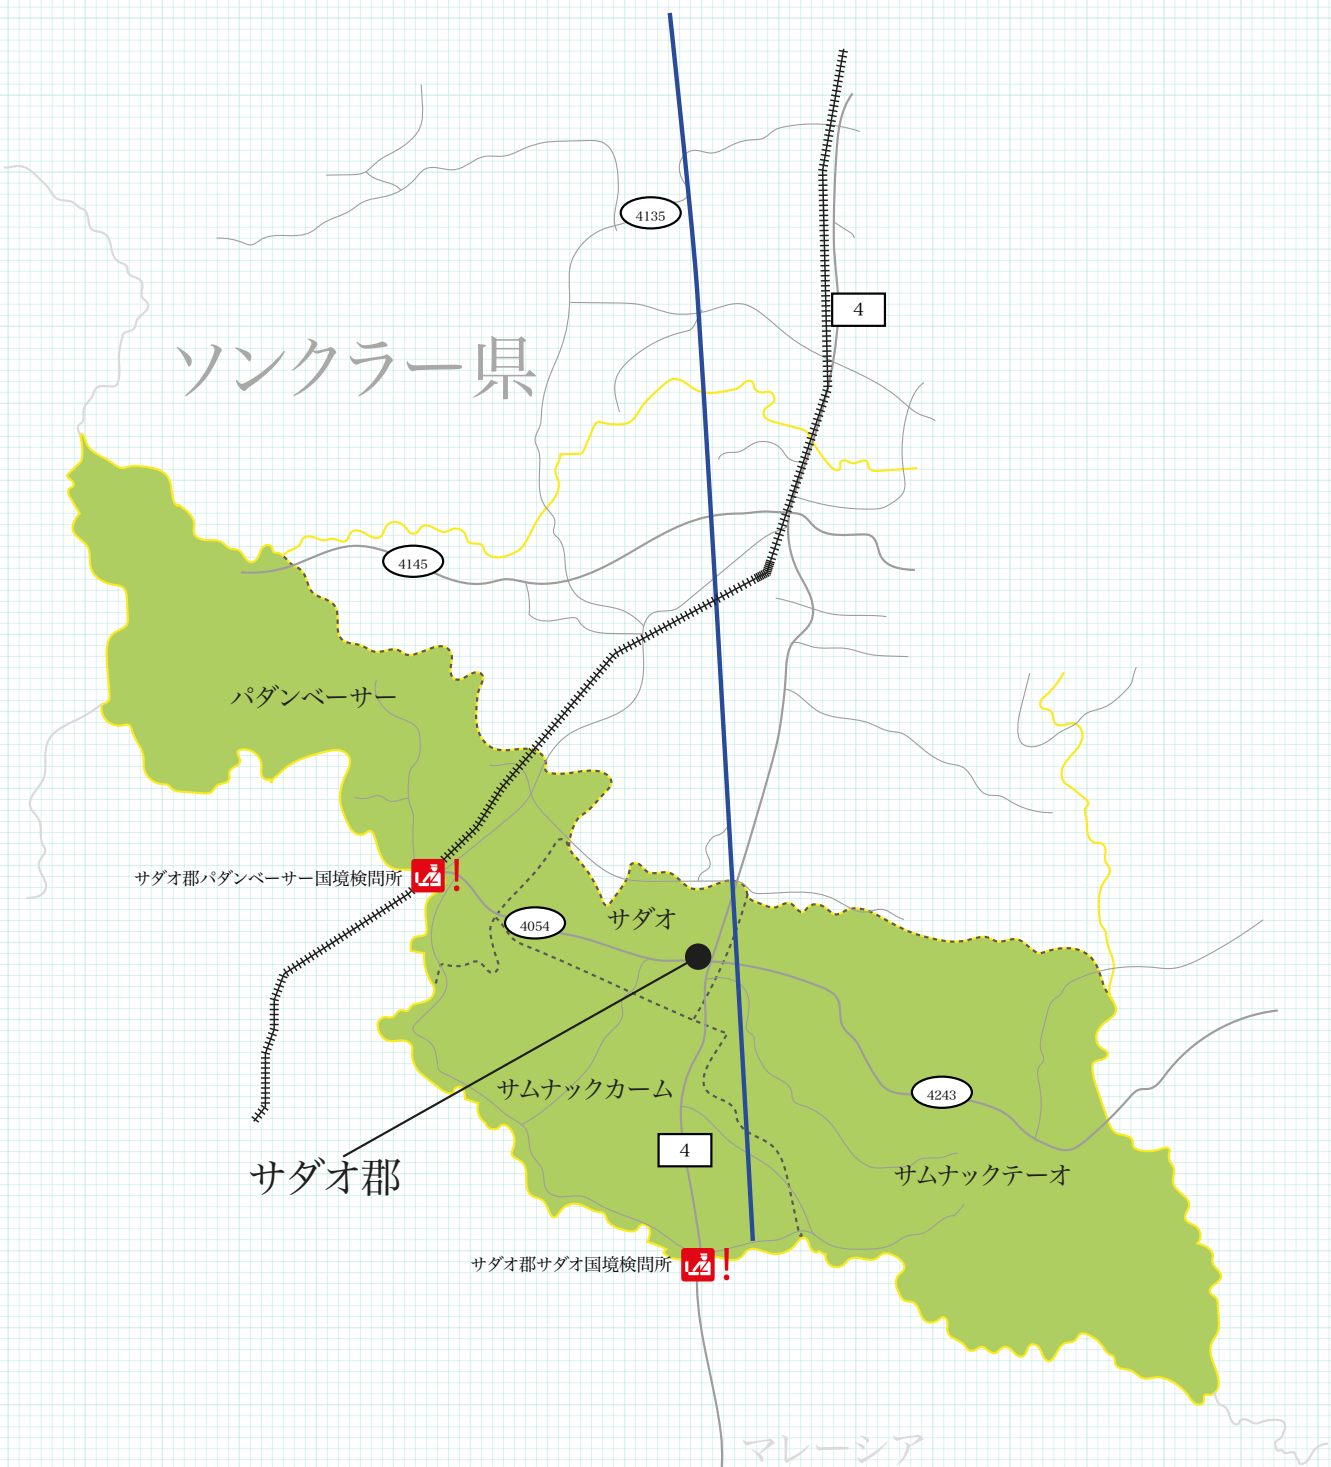 4135
4
ソンクラー県
4145
パダンベーサー
サダオ郡パダンベーサー国境検問所
!
4054
サダオ
サムナックカーム
4243
4
サダオ郡
サムナックテーオ
サダオ郡サダオ国境検問所
!
マレーシア